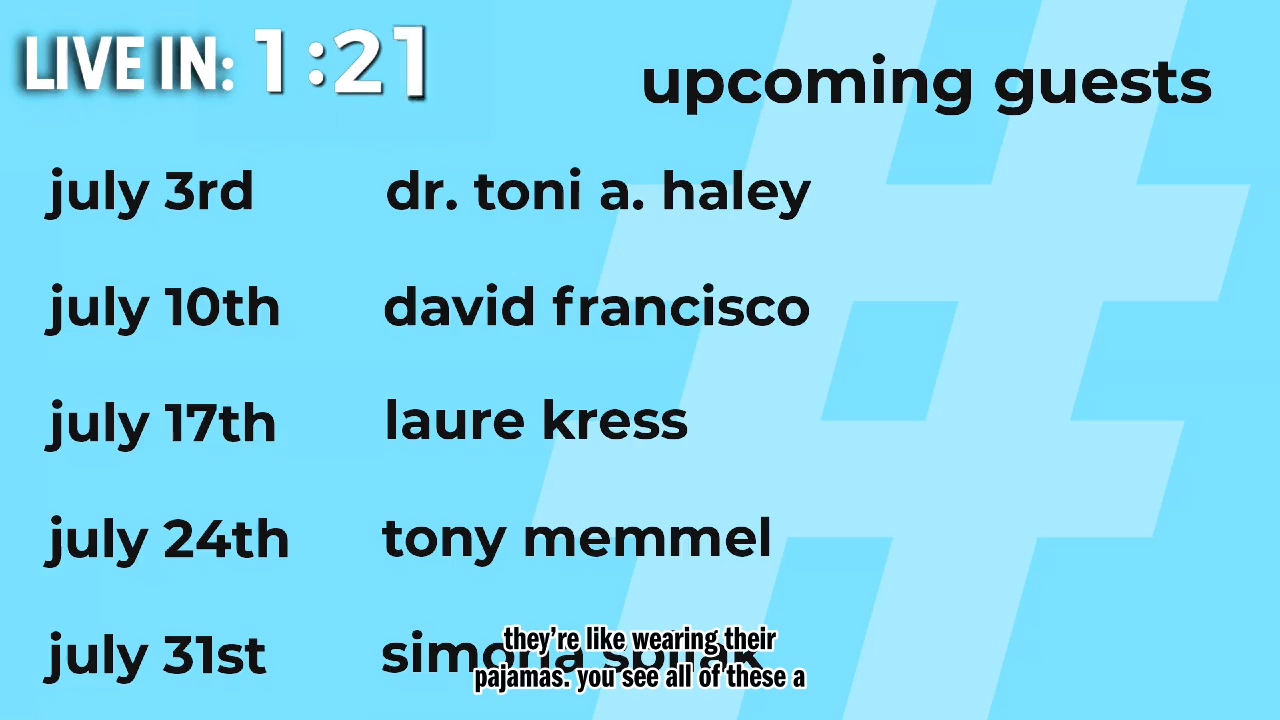 LIVE IN: 1:21
upcoming guests
july 3rd dr. toni a. haley
july 10th david francisco
july 17th laure kress
july 24th tony memmel
july 31st
they're like wearing their
pajamas. you see all of these a